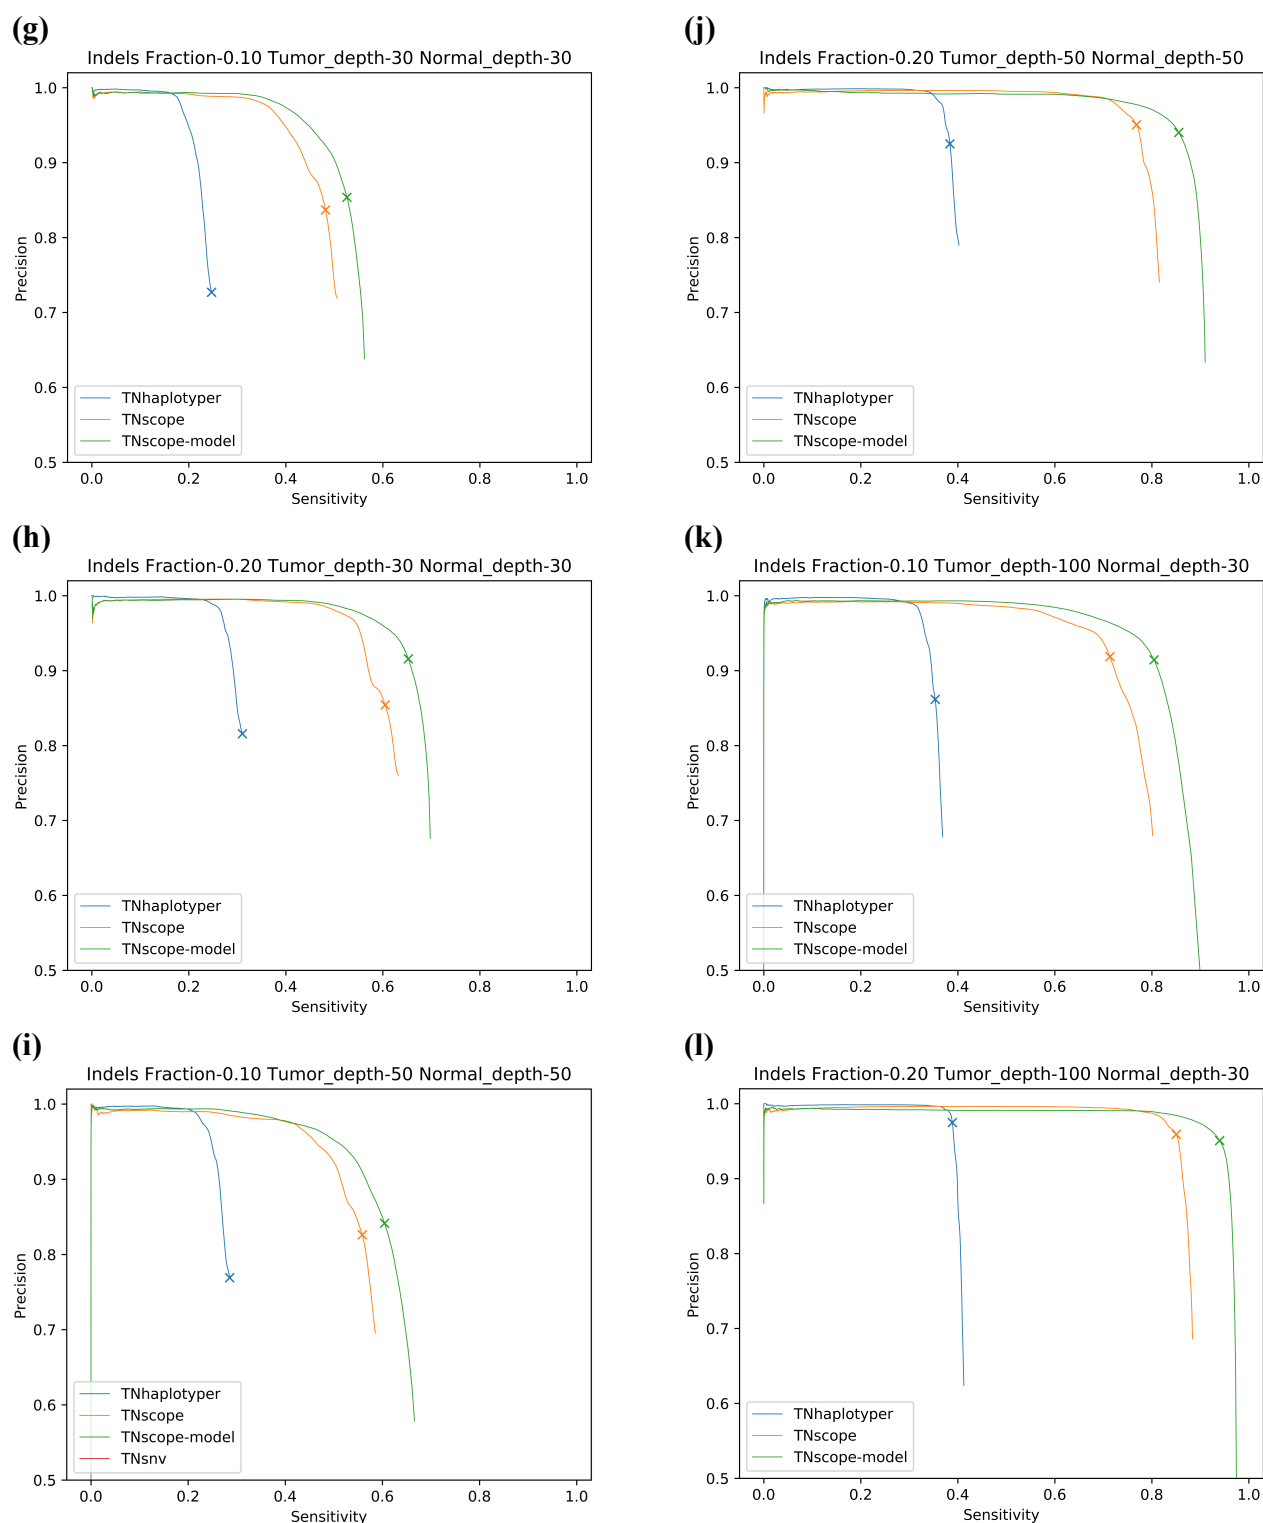 (g)
Indels Fraction-0.10 Tumor_depth-30 Normal_depth-30
1.0
0.9
0.8
0.7
0.6
0.5
Precision
TNhaplotyper
TNscope
TNscope-model
0.0 0.2 0.4 0.6 0.8 1.0
Sensitivity
(j)
Indels Fraction-0.20 Tumor_depth-50 Normal_depth-50
1.0
0.9
0.8
0.7
0.6
0.5
Precision
TNhaplotyper
TNscope
TNscope-model
0.0 0.2 0.4 0.6 0.8 1.0
Sensitivity
(h)
Indels Fraction-0.20 Tumor_depth-30 Normal_depth-30
1.0
0.9
0.8
0.7
0.6
0.5
Precision
TNhaplotyper
TNscope
TNscope-model
0.0 0.2 0.4 0.6 0.8 1.0
Sensitivity
(k)
Indels Fraction-0.10 Tumor_depth-100 Normal_depth-30
1.0
0.9
0.8
0.7
0.6
0.5
Precision
TNhaplotyper
TNscope
TNscope-model
0.0 0.2 0.4 0.6 0.8 1.0
Sensitivity
(i)
Indels Fraction-0.10 Tumor_depth-50 Normal_depth-50
1.0
0.9
0.8
0.7
0.6
0.5
Precision
TNhaplotyper
TNscope
TNscope-model
TNsnv
0.0 0.2 0.4 0.6 0.8 1.0
Sensitivity
(l)
Indels Fraction-0.20 Tumor_depth-100 Normal_depth-30
1.0
0.9
0.8
0.7
0.6
0.5
Precision
TNhaplotyper
TNscope
TNscope-model
0.0 0.2 0.4 0.6 0.8 1.0
Sensitivity